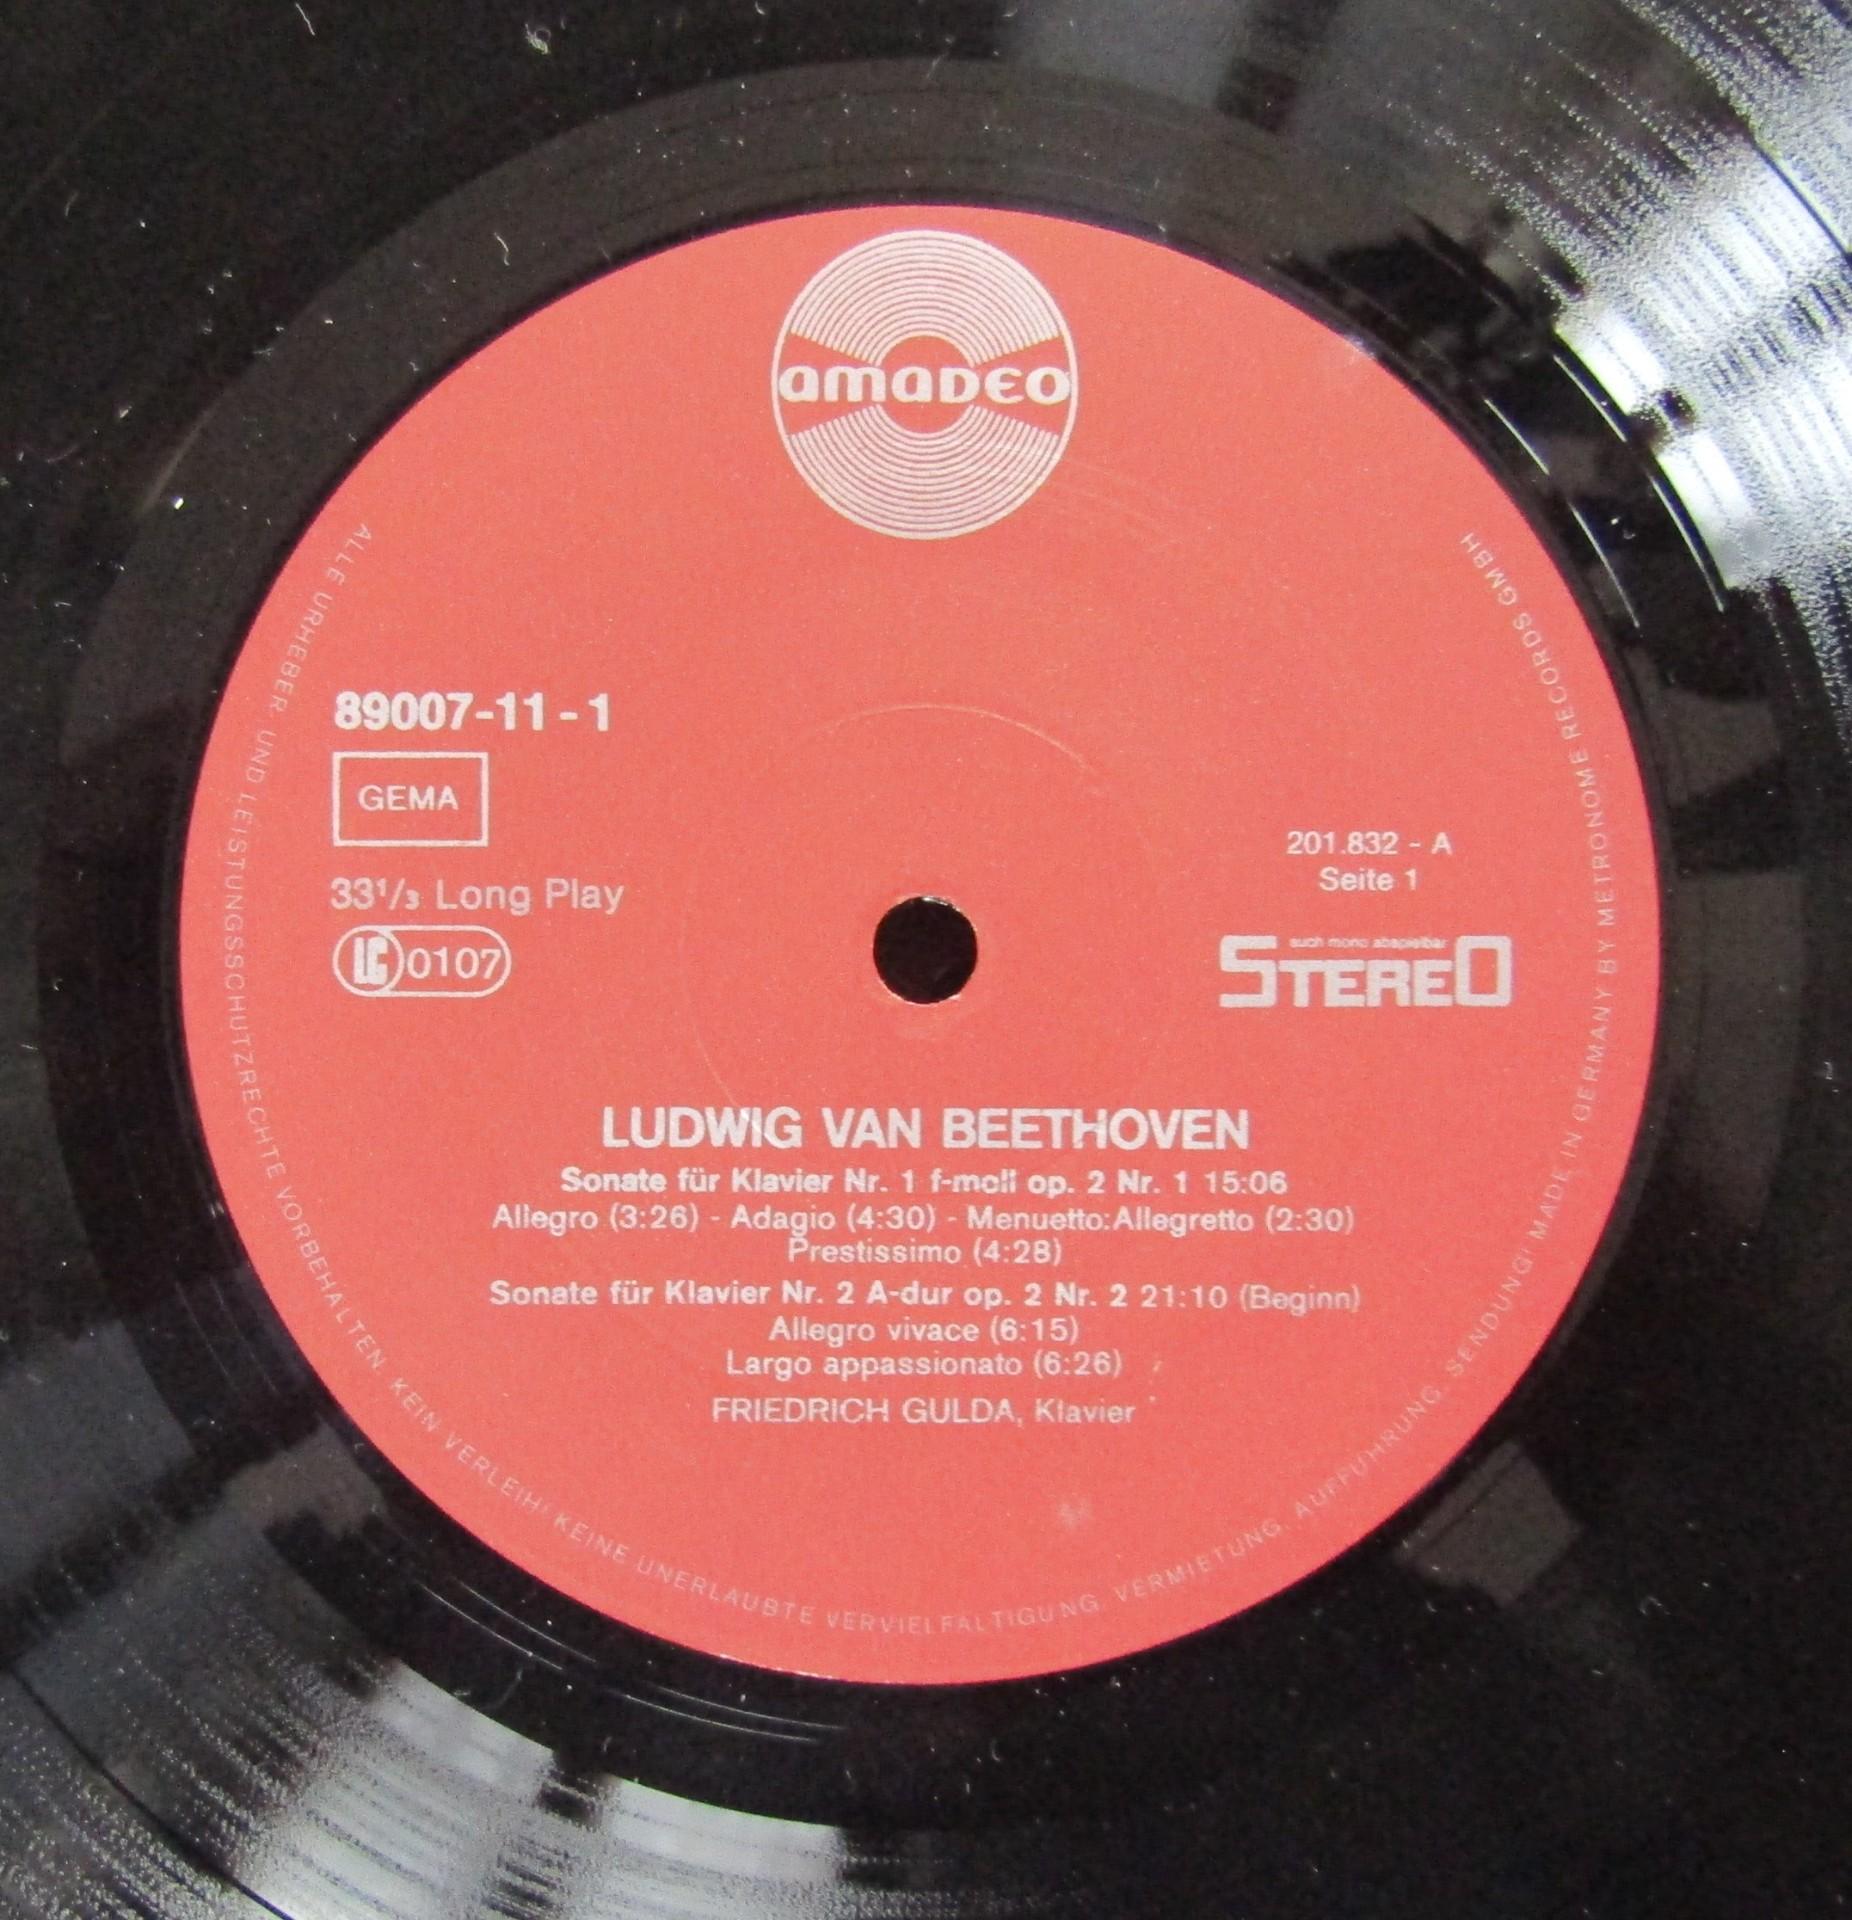 amadeo
89007-11-1
GEMA
33 1/3 Long Play
LC 0107
201.832 - A
Seite 1
auch mono abspielbar
STEREO
LUDWIG VAN BEETHOVEN
Sonate für Klavier Nr. 1 f-moll op. 2 Nr. 1 15:06
Allegro (3:26) - Adagio (4:30) - Menuetto:Allegretto (2:30)
Prestissimo (4:28)
Sonate für Klavier Nr. 2 A-dur op. 2 Nr. 2 21:10 (Beginn)
Allegro vivace (6:15)
Largo appassionato (6:26)
FRIEDRICH GULDA, Klavier
ALLE URHEBER- UND LEISTUNGSSCHUTZRECHTE VORBEHALTEN. KEIN VERLEIH! KEINE UNERLAUBTE VERVIELFÄLTIGUNG, VERMIETUNG, AUFFÜHRUNG, SENDUNG! MADE IN GERMANY BY METRONOME RECORDS GMBH